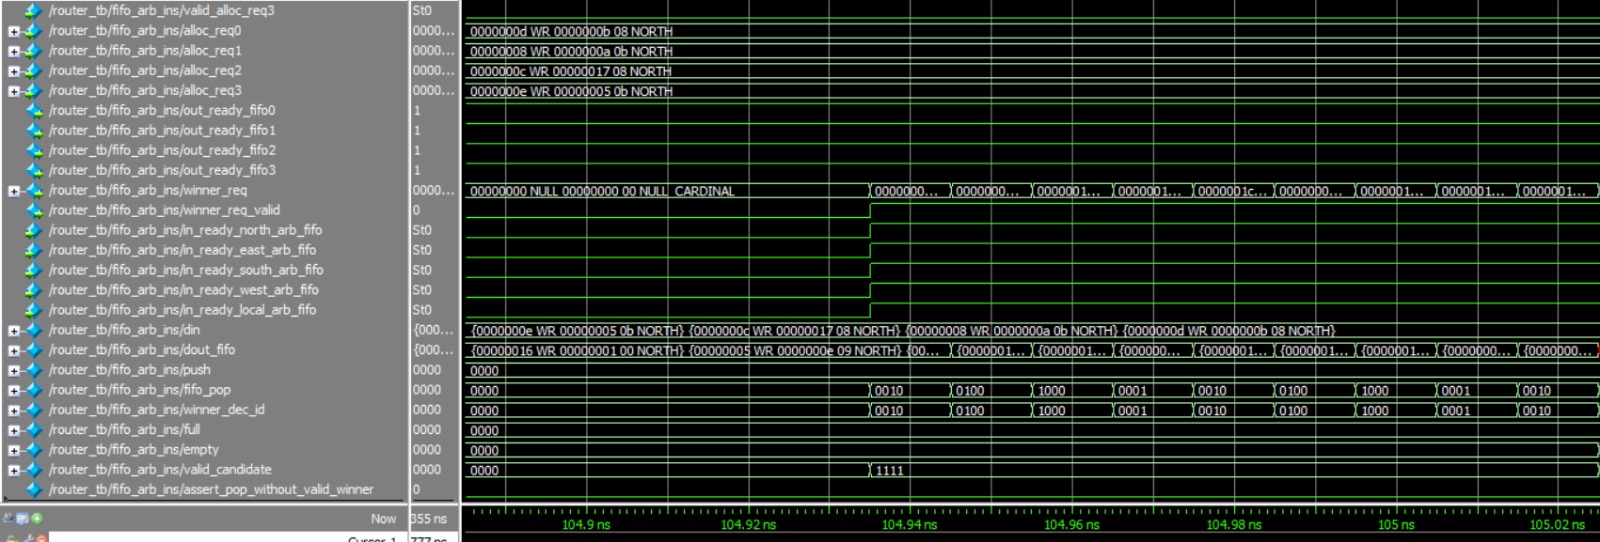 /router_tb/fifo_arb_ins/valid_alloc_req3 St0
/router_tb/fifo_arb_ins/alloc_req0 0000... 0000000d WR 0000000b 08 NORTH
/router_tb/fifo_arb_ins/alloc_req1 0000... 00000008 WR 0000000a 0b NORTH
/router_tb/fifo_arb_ins/alloc_req2 0000... 0000000c WR 00000017 08 NORTH
/router_tb/fifo_arb_ins/alloc_req3 0000... 0000000e WR 00000005 0b NORTH
/router_tb/fifo_arb_ins/out_ready_fifo0 1
/router_tb/fifo_arb_ins/out_ready_fifo1 1
/router_tb/fifo_arb_ins/out_ready_fifo2 1
/router_tb/fifo_arb_ins/out_ready_fifo3 1
/router_tb/fifo_arb_ins/winner_req 0000... 00000000 NULL 00000000 00 NULL_CARDINAL 0000000... 0000000... 0000001... 0000001... 0000001c... 0000000... 0000001... 0000001... 0000001...
/router_tb/fifo_arb_ins/winner_req_valid 0
/router_tb/fifo_arb_ins/in_ready_north_arb_fifo St0
/router_tb/fifo_arb_ins/in_ready_east_arb_fifo St0
/router_tb/fifo_arb_ins/in_ready_south_arb_fifo St0
/router_tb/fifo_arb_ins/in_ready_west_arb_fifo St0
/router_tb/fifo_arb_ins/in_ready_local_arb_fifo St0
/router_tb/fifo_arb_ins/din {000... {0000000e WR 00000005 0b NORTH} {0000000c WR 00000017 08 NORTH} {00000008 WR 0000000a 0b NORTH} {0000000d WR 0000000b 08 NORTH}
/router_tb/fifo_arb_ins/dout_fifo {000... {00000016 WR 00000001 00 NORTH} {00000005 WR 0000000e 09 NORTH} {00... {0000001... {0000001... {000000... {0000001... {0000001... {0000001... {0000000... {0000000...
/router_tb/fifo_arb_ins/push 0000 0000
/router_tb/fifo_arb_ins/fifo_pop 0000 0000 0010 0100 1000 0001 0010 0100 1000 0001 0010
/router_tb/fifo_arb_ins/winner_dec_id 0000 0000 0010 0100 1000 0001 0010 0100 1000 0001 0010
/router_tb/fifo_arb_ins/full 0000 0000
/router_tb/fifo_arb_ins/empty 0000 0000
/router_tb/fifo_arb_ins/valid_candidate 0000 0000 1111
/router_tb/fifo_arb_ins/assert_pop_without_valid_winner 0
Now 355 ns 104.9 ns 104.92 ns 104.94 ns 104.96 ns 104.98 ns 105 ns 105.02 ns
Cursor 1